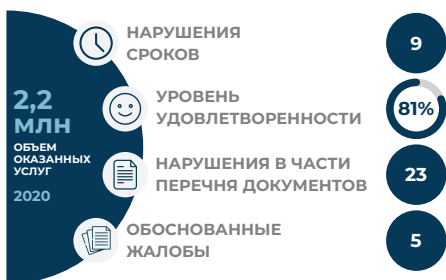 НАРУШЕНИЯ
СРОКОВ
9
2,2
МЛН
ОБЪЕМ
ОКАЗАННЫХ
УСЛУГ
2020
УРОВЕНЬ
УДОВЛЕТВОРЕННОСТИ
81%
НАРУШЕНИЯ В ЧАСТИ
ПЕРЕЧНЯ ДОКУМЕНТОВ
23
ОБОСНОВАННЫЕ
ЖАЛОБЫ
5